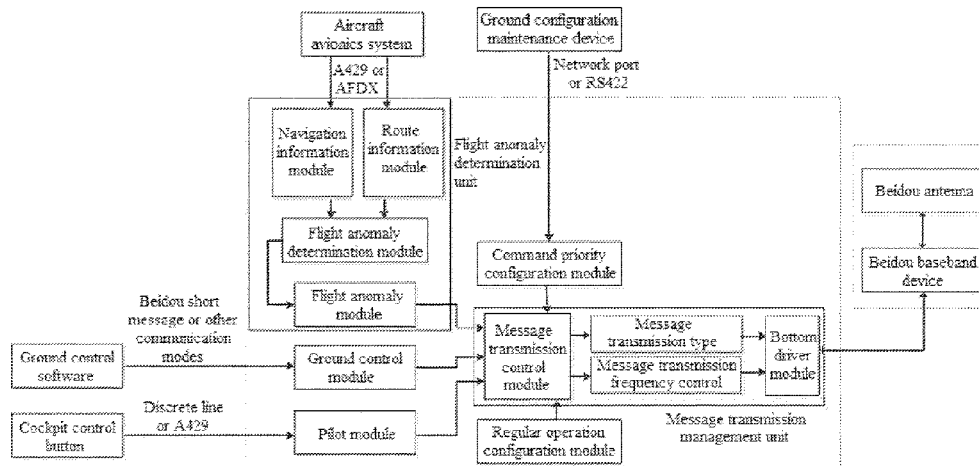 Aircraft
avionics system
Ground configuration
maintenance device
A429 or
AFDX
Network port
or RS422
Navigation
information
module
Route
information
module
Flight anomaly
determination
unit
Beidou antenna
Flight anomaly
determination module
Command priority
configuration module
Beidou baseband
device
Beidou short
message or other
communication
modes
Flight anomaly
module
Message
transmission
control
module
Message
transmission type
Bottom
driver
module
Ground control
software
Ground control
module
Message transmission
frequency control
Discrete line
or A429
Cockpit control
button
Pilot module
Regular operation
configuration module
Message transmission
management unit